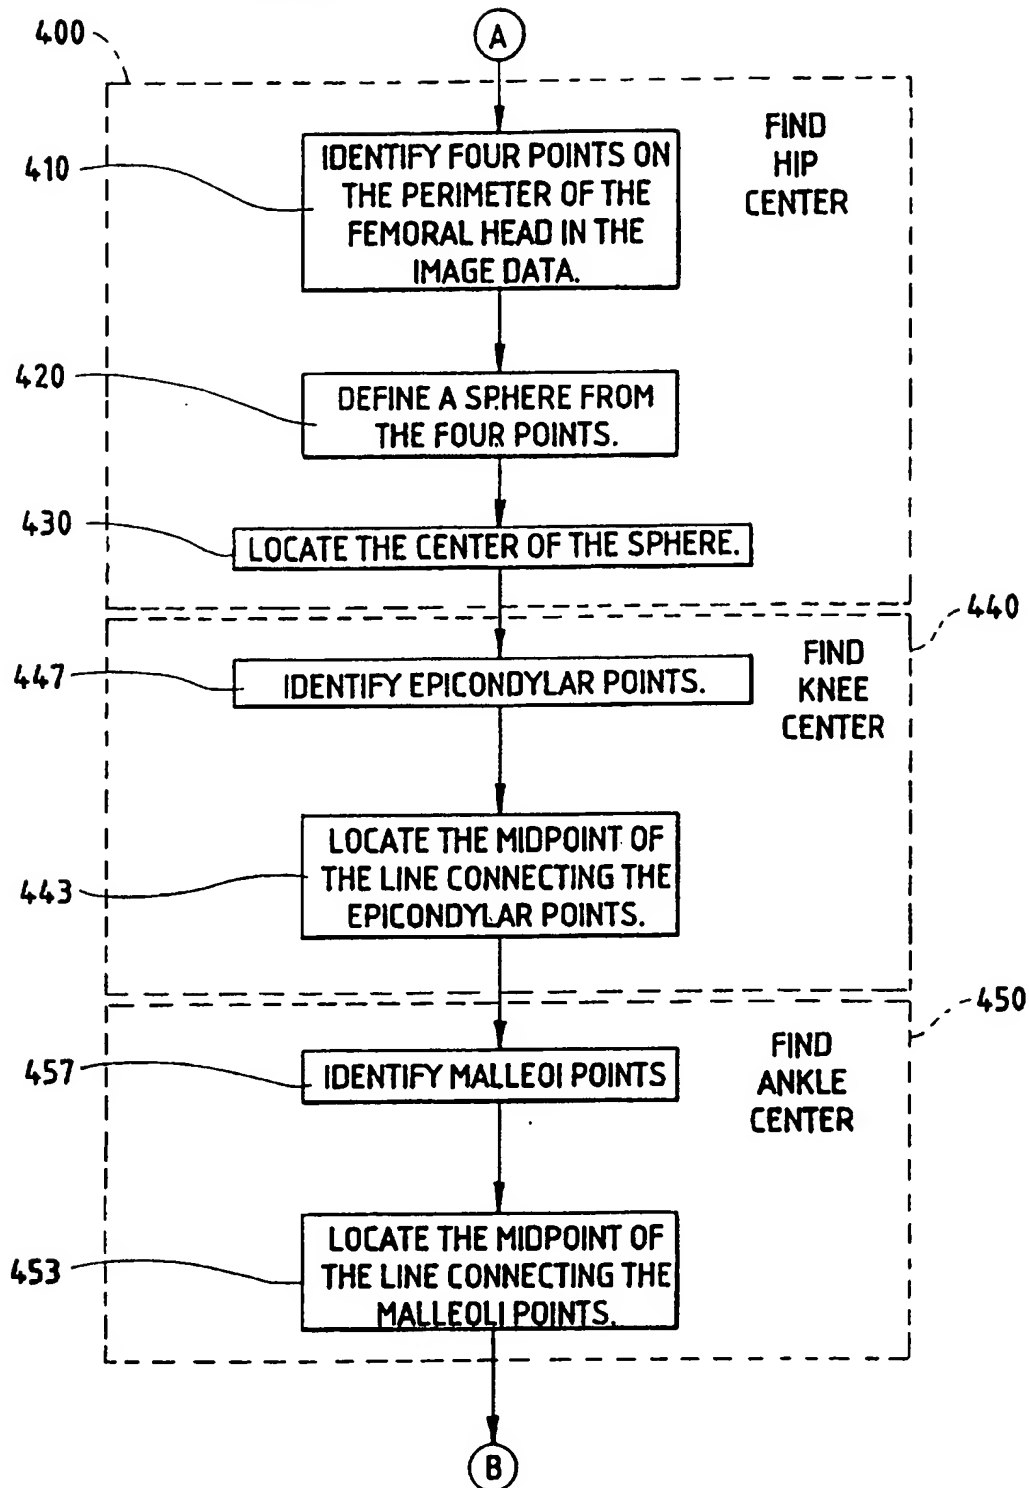 400
A
FIND
HIP
CENTER
410
IDENTIFY FOUR POINTS ON
THE PERIMETER OF THE
FEMORAL HEAD IN THE
IMAGE DATA.
420
DEFINE A SPHERE FROM
THE FOUR POINTS.
430
LOCATE THE CENTER OF THE SPHERE.
440
FIND
KNEE
CENTER
447
IDENTIFY EPICONDYLAR POINTS.
443
LOCATE THE MIDPOINT OF
THE LINE CONNECTING THE
EPICONDYLAR POINTS.
450
FIND
ANKLE
CENTER
457
IDENTIFY MALLEOI POINTS
453
LOCATE THE MIDPOINT OF
THE LINE CONNECTING THE
MALLEOLI POINTS.
B